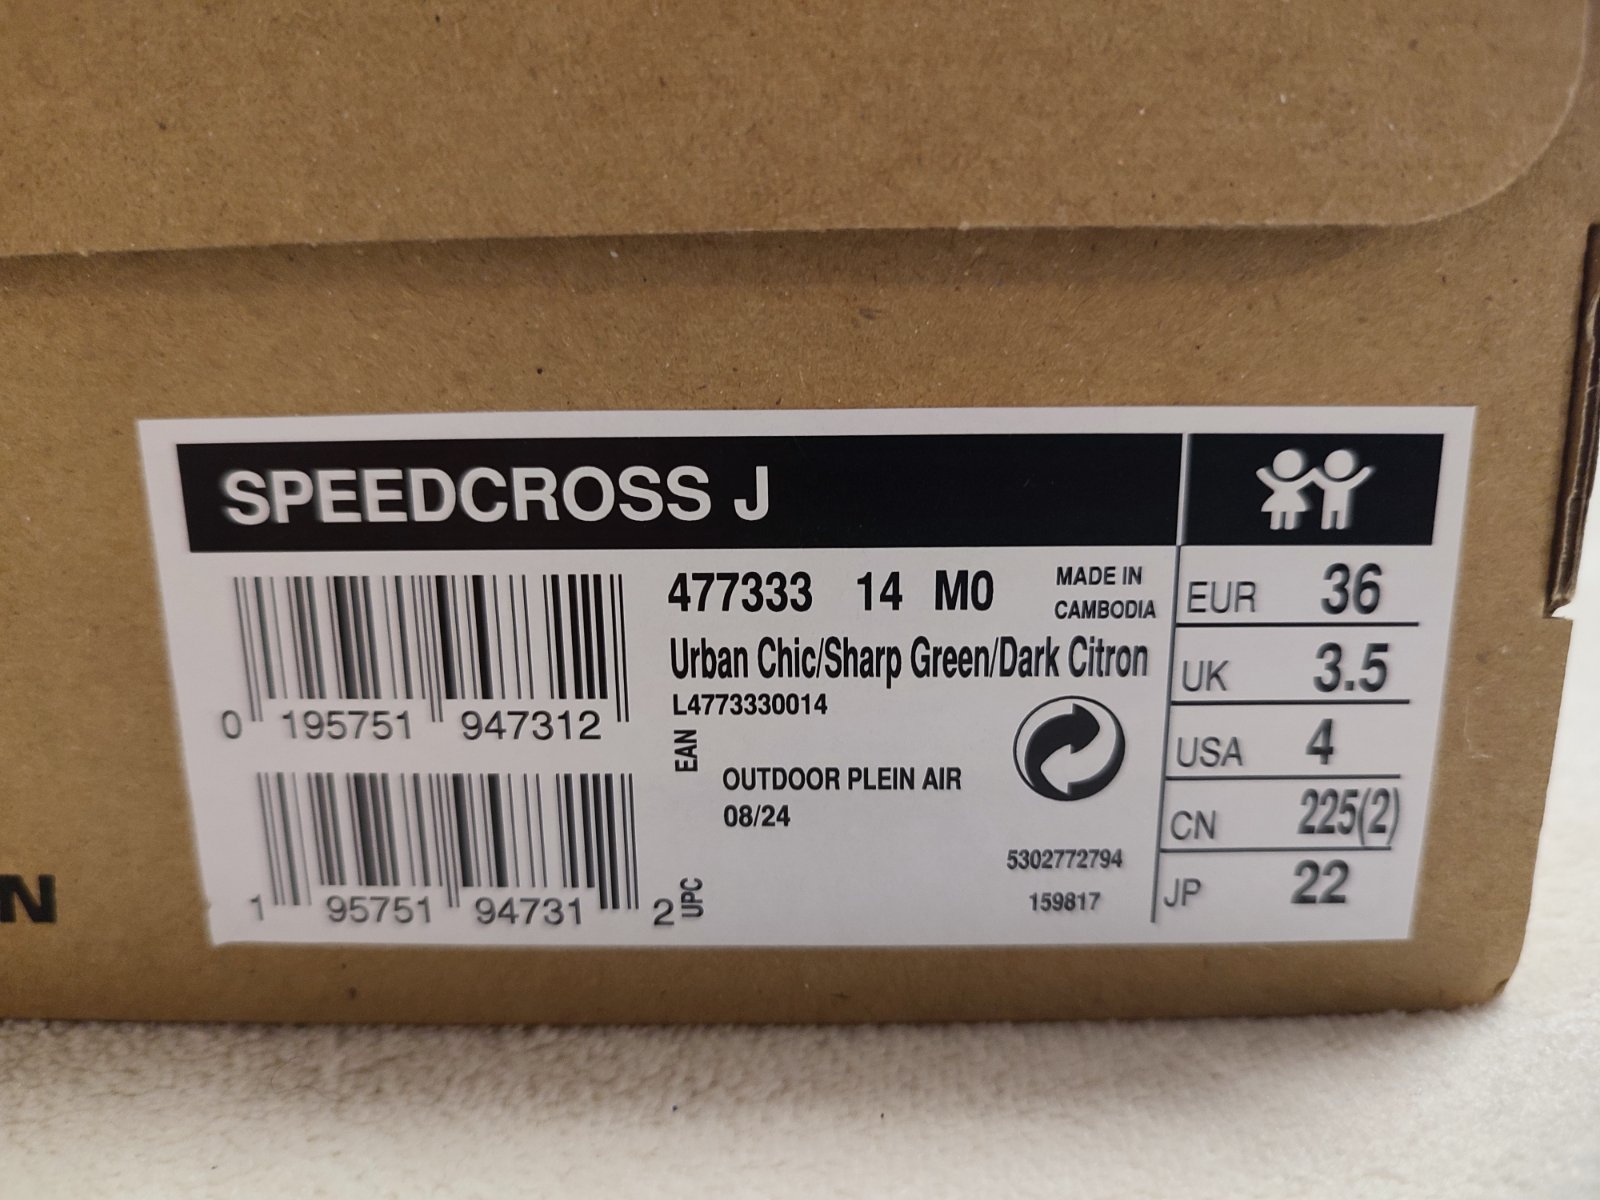 SPEEDCROSS J
477333 14 M0
MADE IN
CAMBODIA
Urban Chic/Sharp Green/Dark Citron
L4773330014
0 195751 947312
EAN
OUTDOOR PLEIN AIR
08/24
1 95751 94731 2
UPC
5302772794
159817
EUR 36
UK 3.5
USA 4
CN 225(2)
JP 22
N